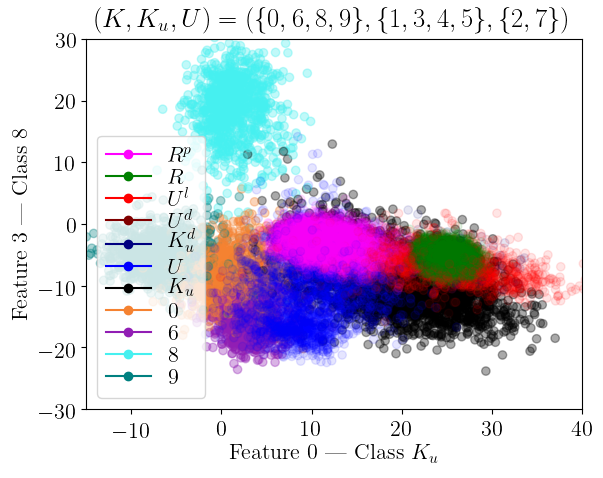 (K, K_u, U) = ({0, 6, 8, 9}, {1, 3, 4, 5}, {2, 7})
Feature 3 — Class 8
30
20
10
0
−10
−20
−30
R^p
R
U^l
U^d
K_u^d
U
K_u
0
6
8
9
−10
0
10
20
30
40
Feature 0 — Class K_u